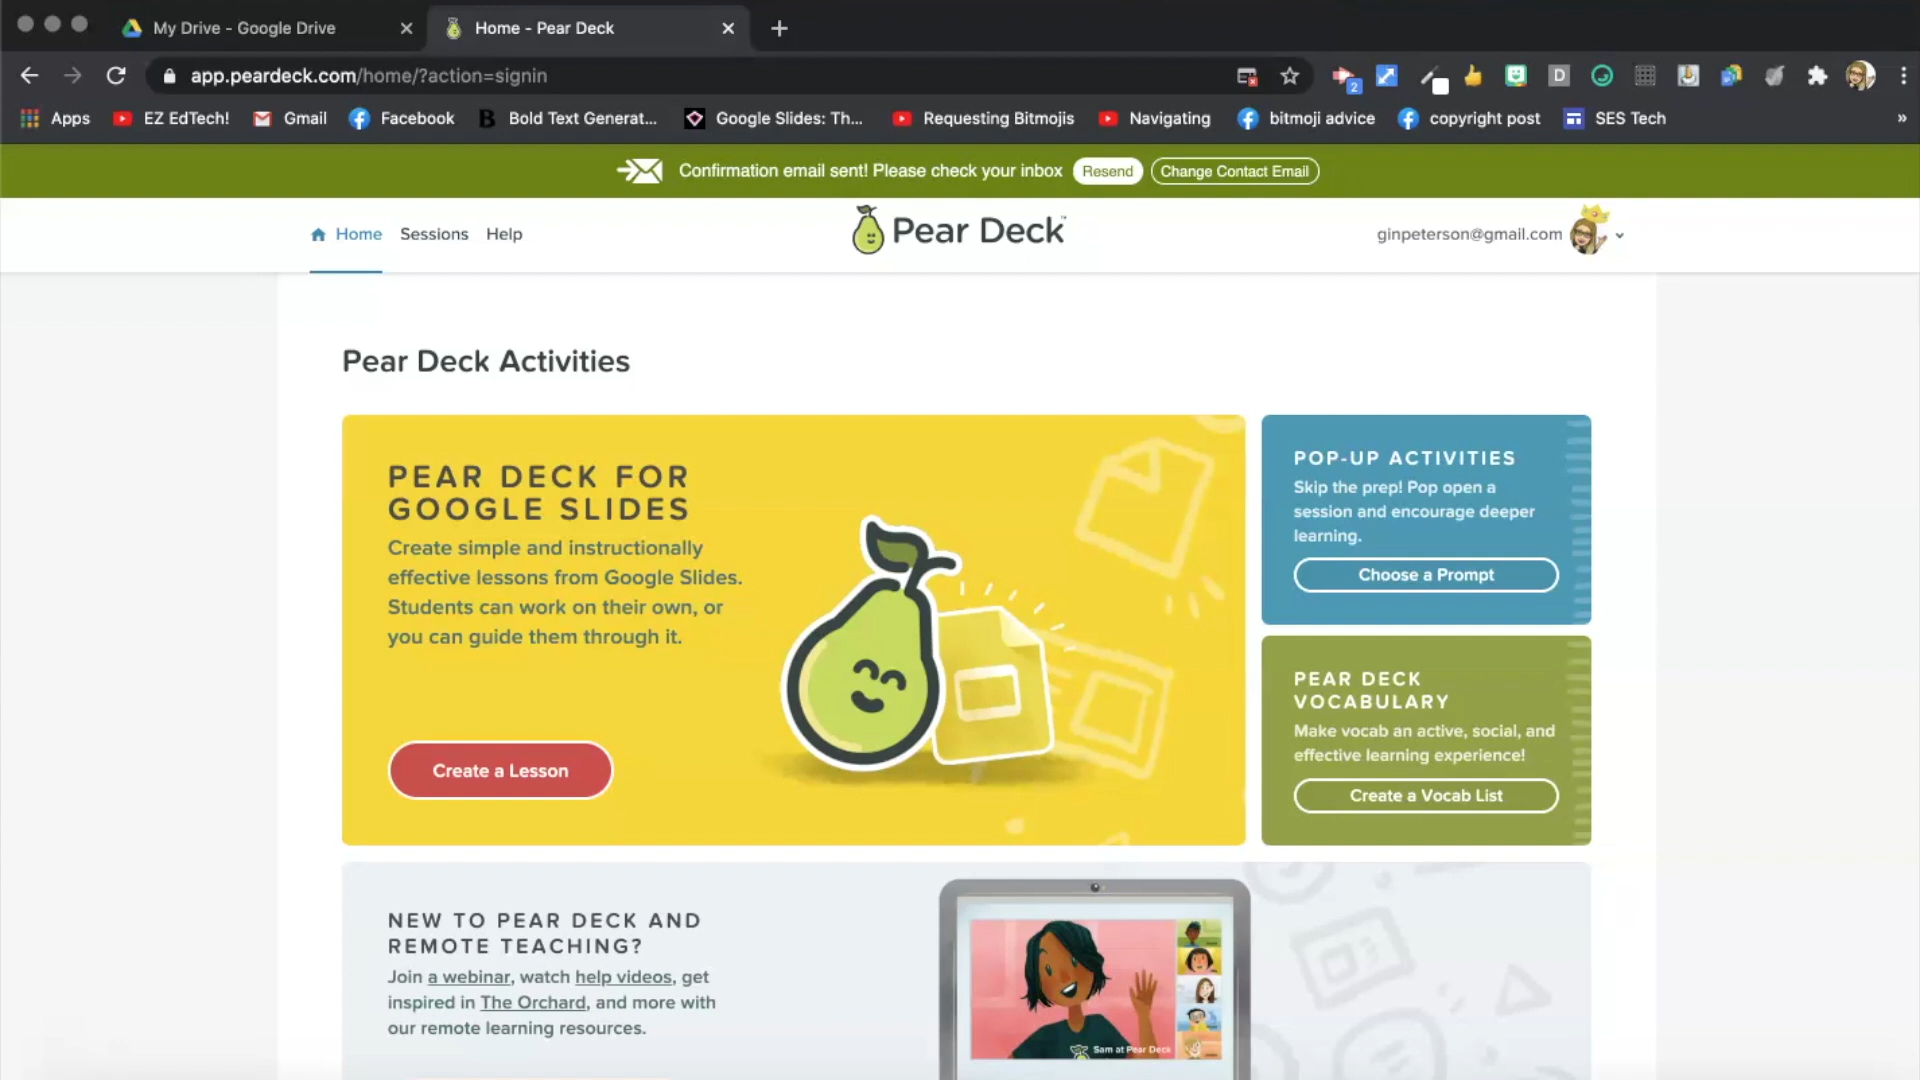 My Drive - Google Drive
Home - Pear Deck
app.peardeck.com/home/?action=signin
2
D
Apps
EZ EdTech!
Gmail
Facebook
B
Bold Text Generat...
Google Slides: Th...
Requesting Bitmojis
Navigating
bitmoji advice
copyright post
SES Tech
»
Confirmation email sent! Please check your inbox
Resend
Change Contact Email
Home
Sessions
Help
Pear Deck™
ginpeterson@gmail.com
Pear Deck Activities
PEAR DECK FOR
GOOGLE SLIDES
Create simple and instructionally
effective lessons from Google Slides.
Students can work on their own, or
you can guide them through it.
Create a Lesson
POP-UP ACTIVITIES
Skip the prep! Pop open a
session and encourage deeper
learning.
Choose a Prompt
PEAR DECK
VOCABULARY
Make vocab an active, social, and
effective learning experience!
Create a Vocab List
NEW TO PEAR DECK AND
REMOTE TEACHING?
Join a webinar, watch help videos, get
inspired in The Orchard, and more with
our remote learning resources.
Sam at Pear Deck